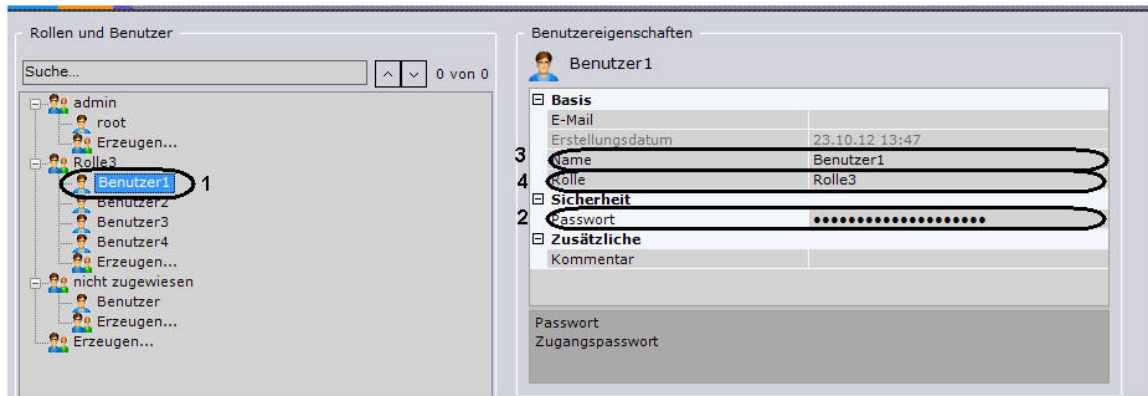 Rollen und Benutzer
Suche...
0 von 0
admin
root
Erzeugen...
Rolle3
Benutzer1 1
Benutzer2
Benutzer3
Benutzer4
Erzeugen...
nicht zugewiesen
Benutzer
Erzeugen...
Erzeugen...
Benutzereigenschaften
Benutzer1
Basis
E-Mail
Erstellungsdatum 23.10.12 13:47
3 Name Benutzer1
4 Rolle Rolle3
Sicherheit
2 Passwort ••••••••••••••••••••
Zusätzliche
Kommentar
Passwort
Zugangspasswort